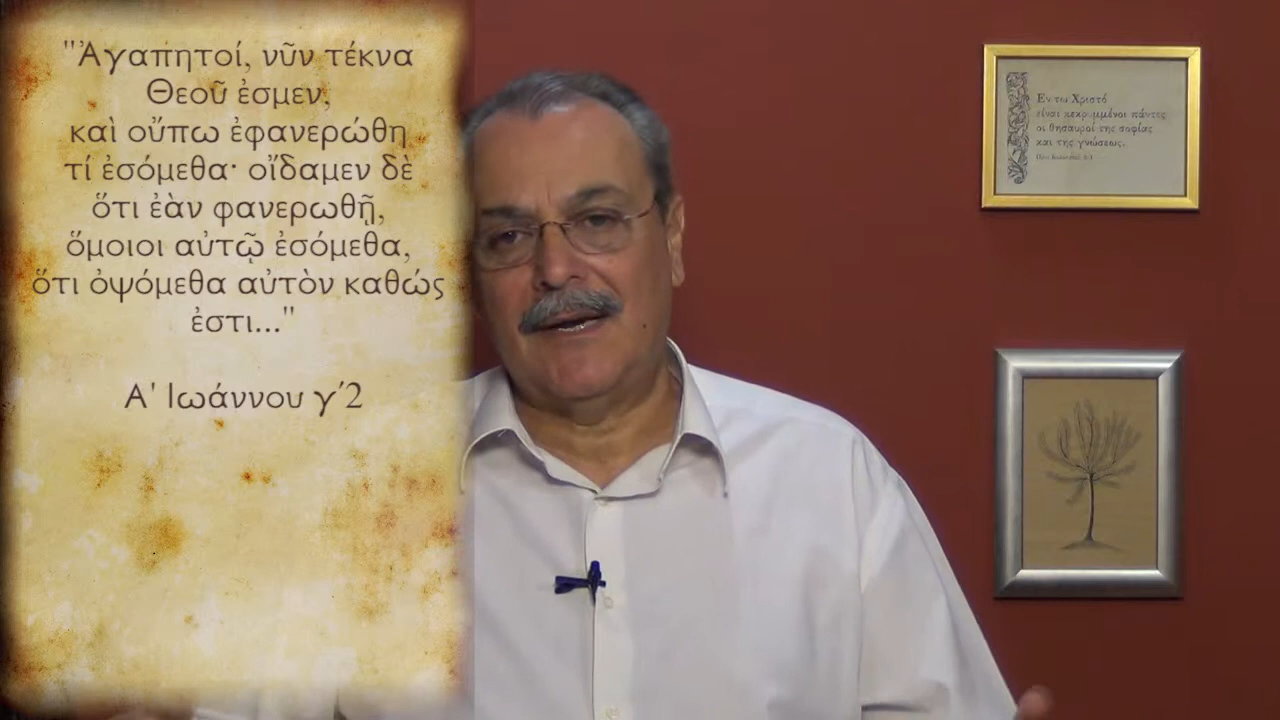 "Ἀγαπητοί, νῦν τέκνα
Θεοῦ ἐσμεν,
καὶ οὔπω ἐφανερώθη
τί ἐσόμεθα· οἴδαμεν δὲ
ὅτι ἐὰν φανερωθῇ,
ὅμοιοι αὐτῷ ἐσόμεθα,
ὅτι ὀψόμεθα αὐτὸν καθώς
ἐστι..."
Α' Ιωάννου γ΄2
Εν τω Χριστό
είναι κεκρυμμένοι πάντες
οι θησαυροί της σοφίας
και της γνώσεως.